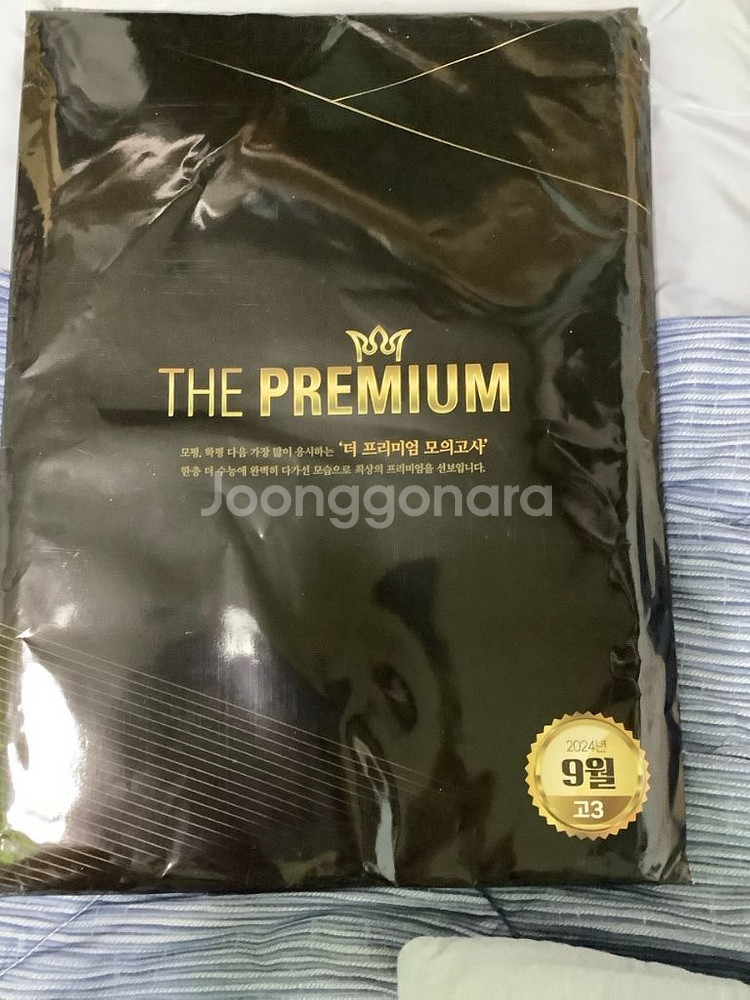 THE PREMIUM
모평, 학평 다음 가장 많이 응시하는 '더 프리미엄 모의고사'
한층 더 수능에 완벽히 다가선 모습으로 최상의 프리미엄을 선보입니다.
Joonggonara
2024년
9월
고3